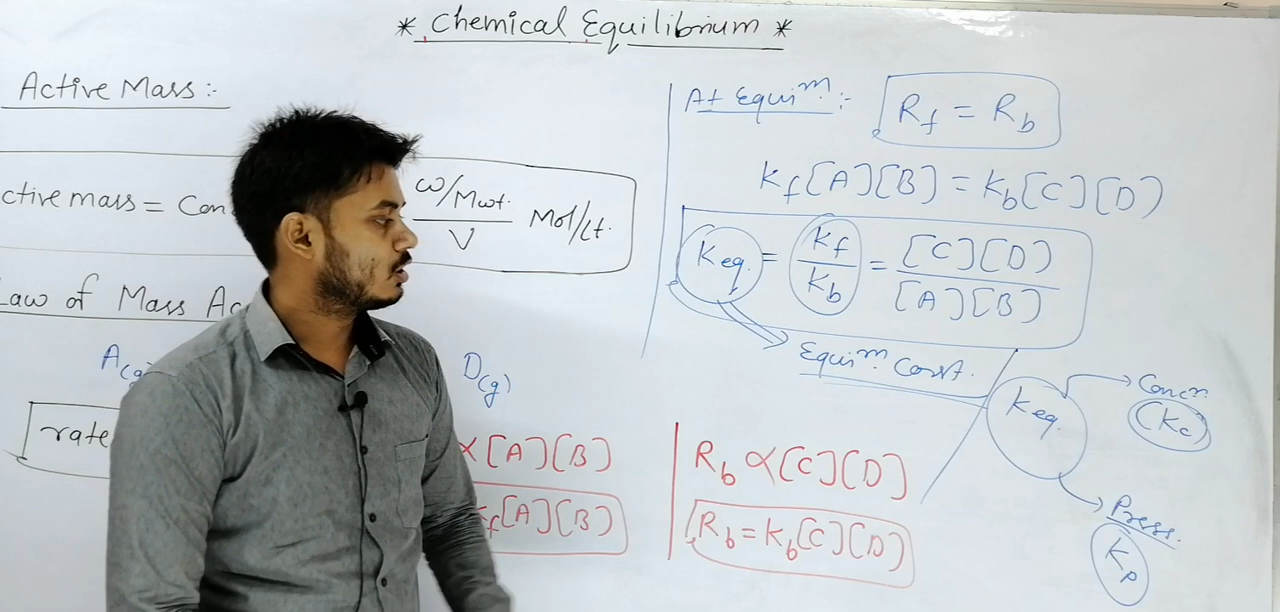 * Chemical Equilibrium *
Active Mass :-
ctive mass = Con
w/Mwt.
V
Mol/Lt.
Law of Mass Ac
A(g
D(g)
rate
∝[A][B]
f[A][B]
At Equim. :-
Rf = Rb
Kf[A][B] = Kb[C][D]
Keq. = Kf/Kb = [C][D]/[A][B]
Equim. Const.
Keq.
Concn.
(Kc)
Press.
Kp
Rb ∝[C][D]
Rb = Kb[C][D]